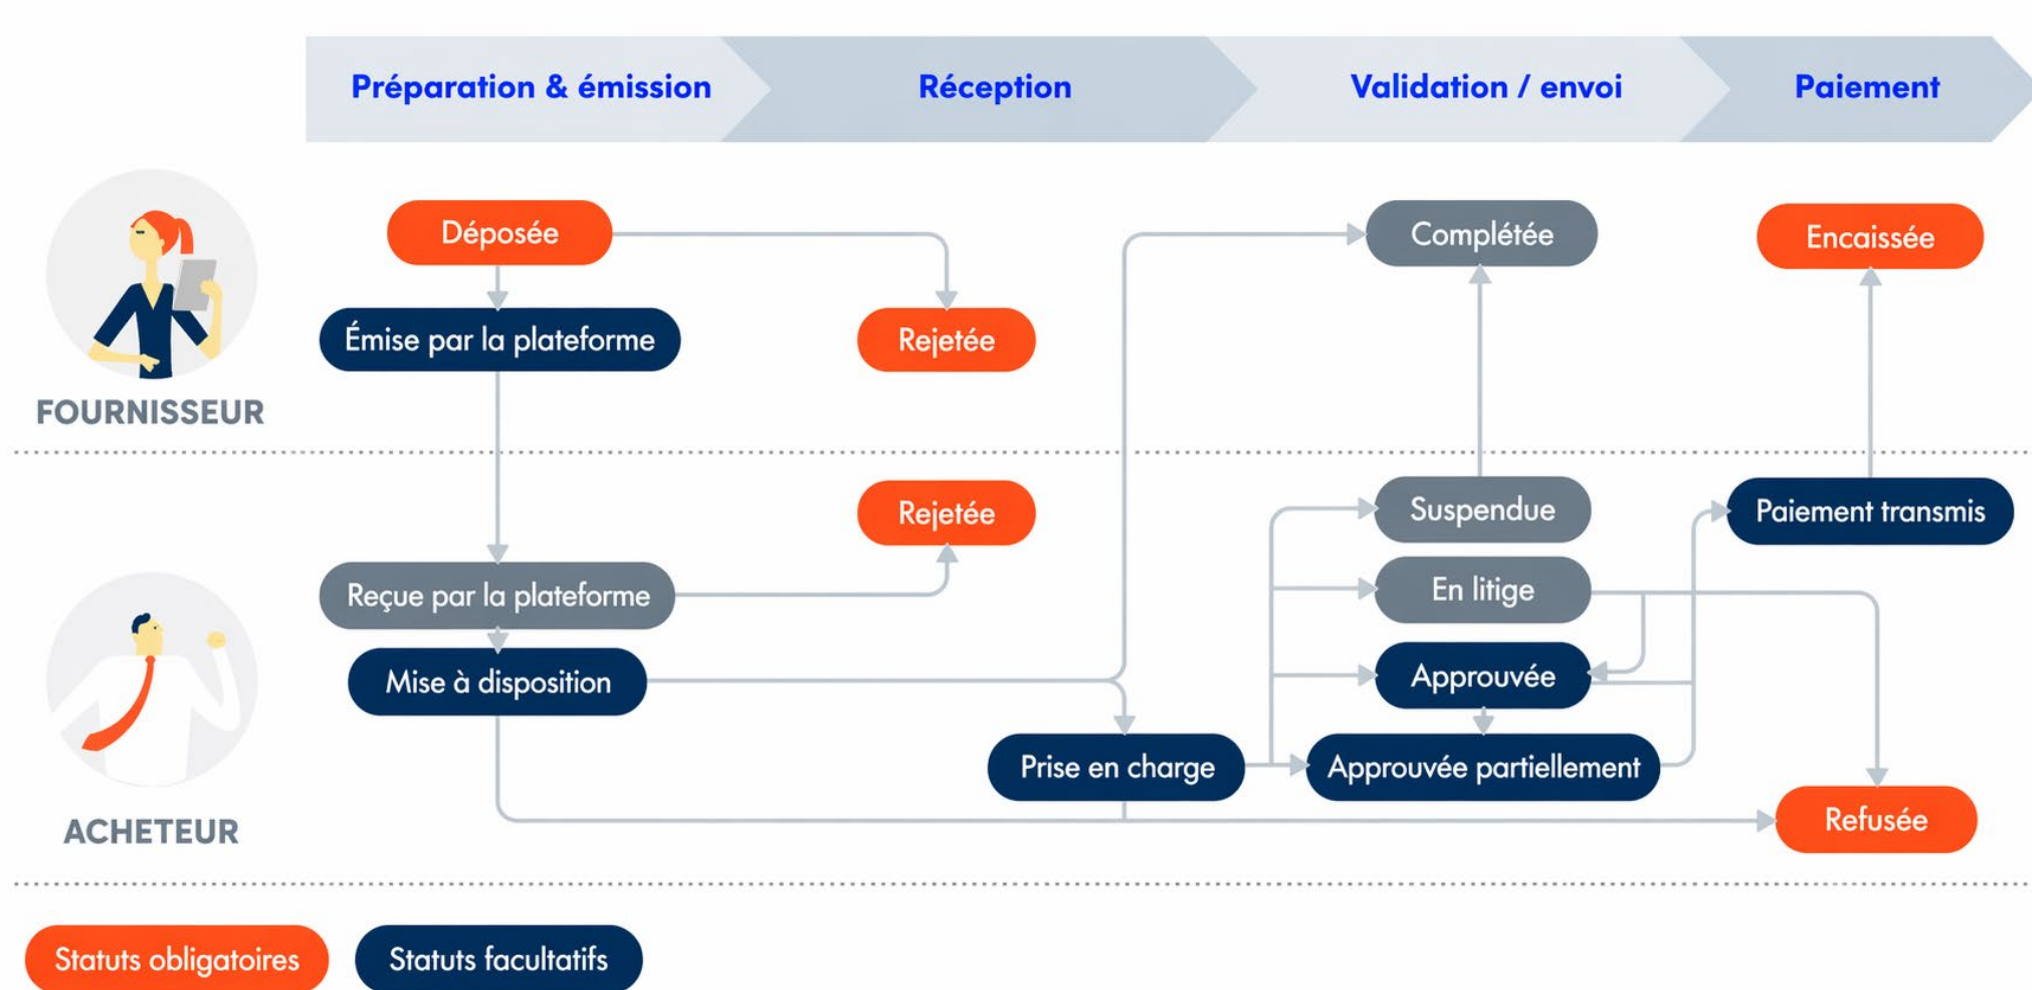 Préparation & émission
Réception
Validation / envoi
Paiement
Déposée
Complétée
Encaissée
Émise par la plateforme
Rejetée
FOURNISSEUR
Rejetée
Suspendue
Paiement transmis
Reçue par la plateforme
En litige
Mise à disposition
Approuvée
Prise en charge
Approuvée partiellement
Refusée
ACHETEUR
Statuts obligatoires
Statuts facultatifs